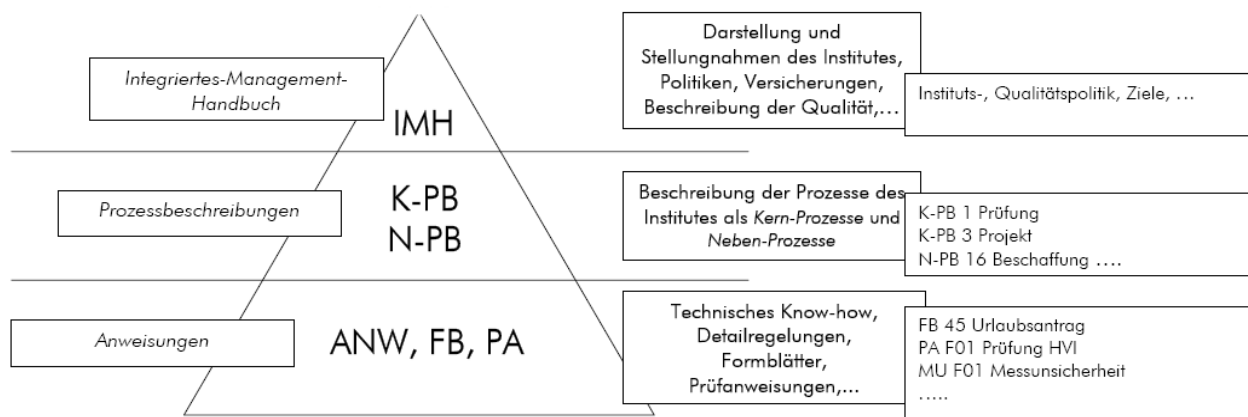 Integriertes-Management-
Handbuch
IMH
Darstellung und
Stellungnahmen des Institutes,
Politiken, Versicherungen,
Beschreibung der Qualität,...
Instituts-, Qualitätspolitik, Ziele, ...
Prozessbeschreibungen
K-PB
N-PB
Beschreibung der Prozesse des
Institutes als Kern-Prozesse und
Neben-Prozesse
K-PB 1 Prüfung
K-PB 3 Projekt
N-PB 16 Beschaffung ....
Anweisungen
ANW, FB, PA
Technisches Know-how,
Detailregelungen,
Formblätter,
Prüfanweisungen,...
FB 45 Urlaubsantrag
PA F01 Prüfung HVI
MU F01 Messunsicherheit
.....